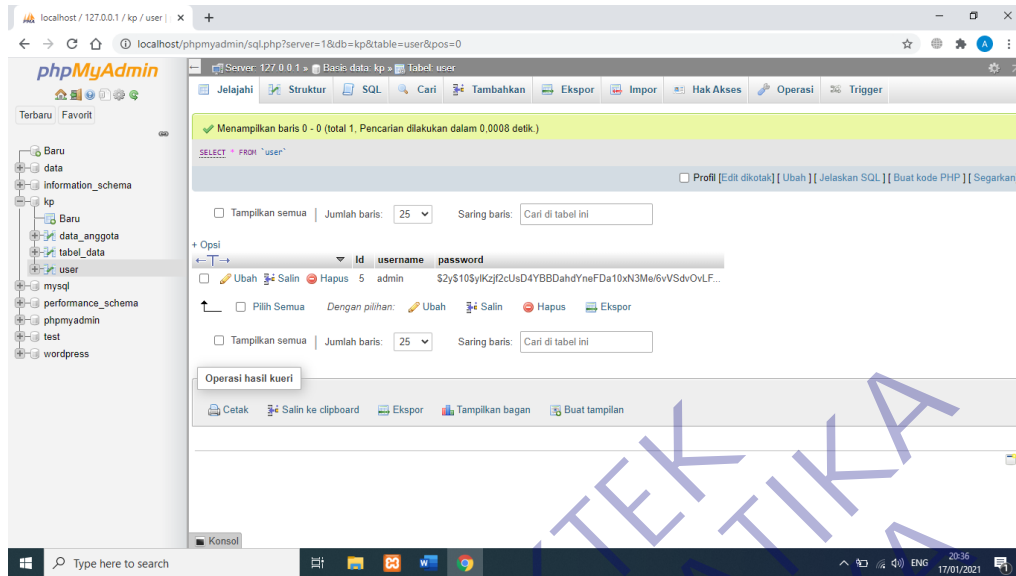 localhost / 127.0.0.1 / kp / user |
localhost/phpmyadmin/sql.php?server=1&db=kp&table=user&pos=0
A
phpMyAdmin
Terbaru Favorit
Baru
data
information_schema
kp
Baru
data_anggota
tabel_data
user
mysql
performance_schema
phpmyadmin
test
wordpress
Server: 127.0.0.1 » Basis data: kp » Tabel: user
Jelajahi Struktur SQL Cari Tambahkan Ekspor Impor Hak Akses Operasi Trigger
Menampilkan baris 0 - 0 (total 1, Pencarian dilakukan dalam 0,0008 detik.)
SELECT * FROM `user`
Profil [Edit dikotak] [ Ubah ] [ Jelaskan SQL ] [ Buat kode PHP ] [ Segarkan
Tampilkan semua | Jumlah baris: 25 Saring baris: Cari di tabel ini
+ Opsi
←T→ ▼ Id username password
Ubah Salin Hapus 5 admin $2y$10$ylKzjf2cUsD4YBBDahdYneFDa10xN3Me/6vVSdvOvLF...
Pilih Semua Dengan pilihan: Ubah Salin Hapus Ekspor
Tampilkan semua | Jumlah baris: 25 Saring baris: Cari di tabel ini
Operasi hasil kueri
Cetak Salin ke clipboard Ekspor Tampilkan bagan Buat tampilan
Konsol
Type here to search
ENG
20:36
17/01/2021